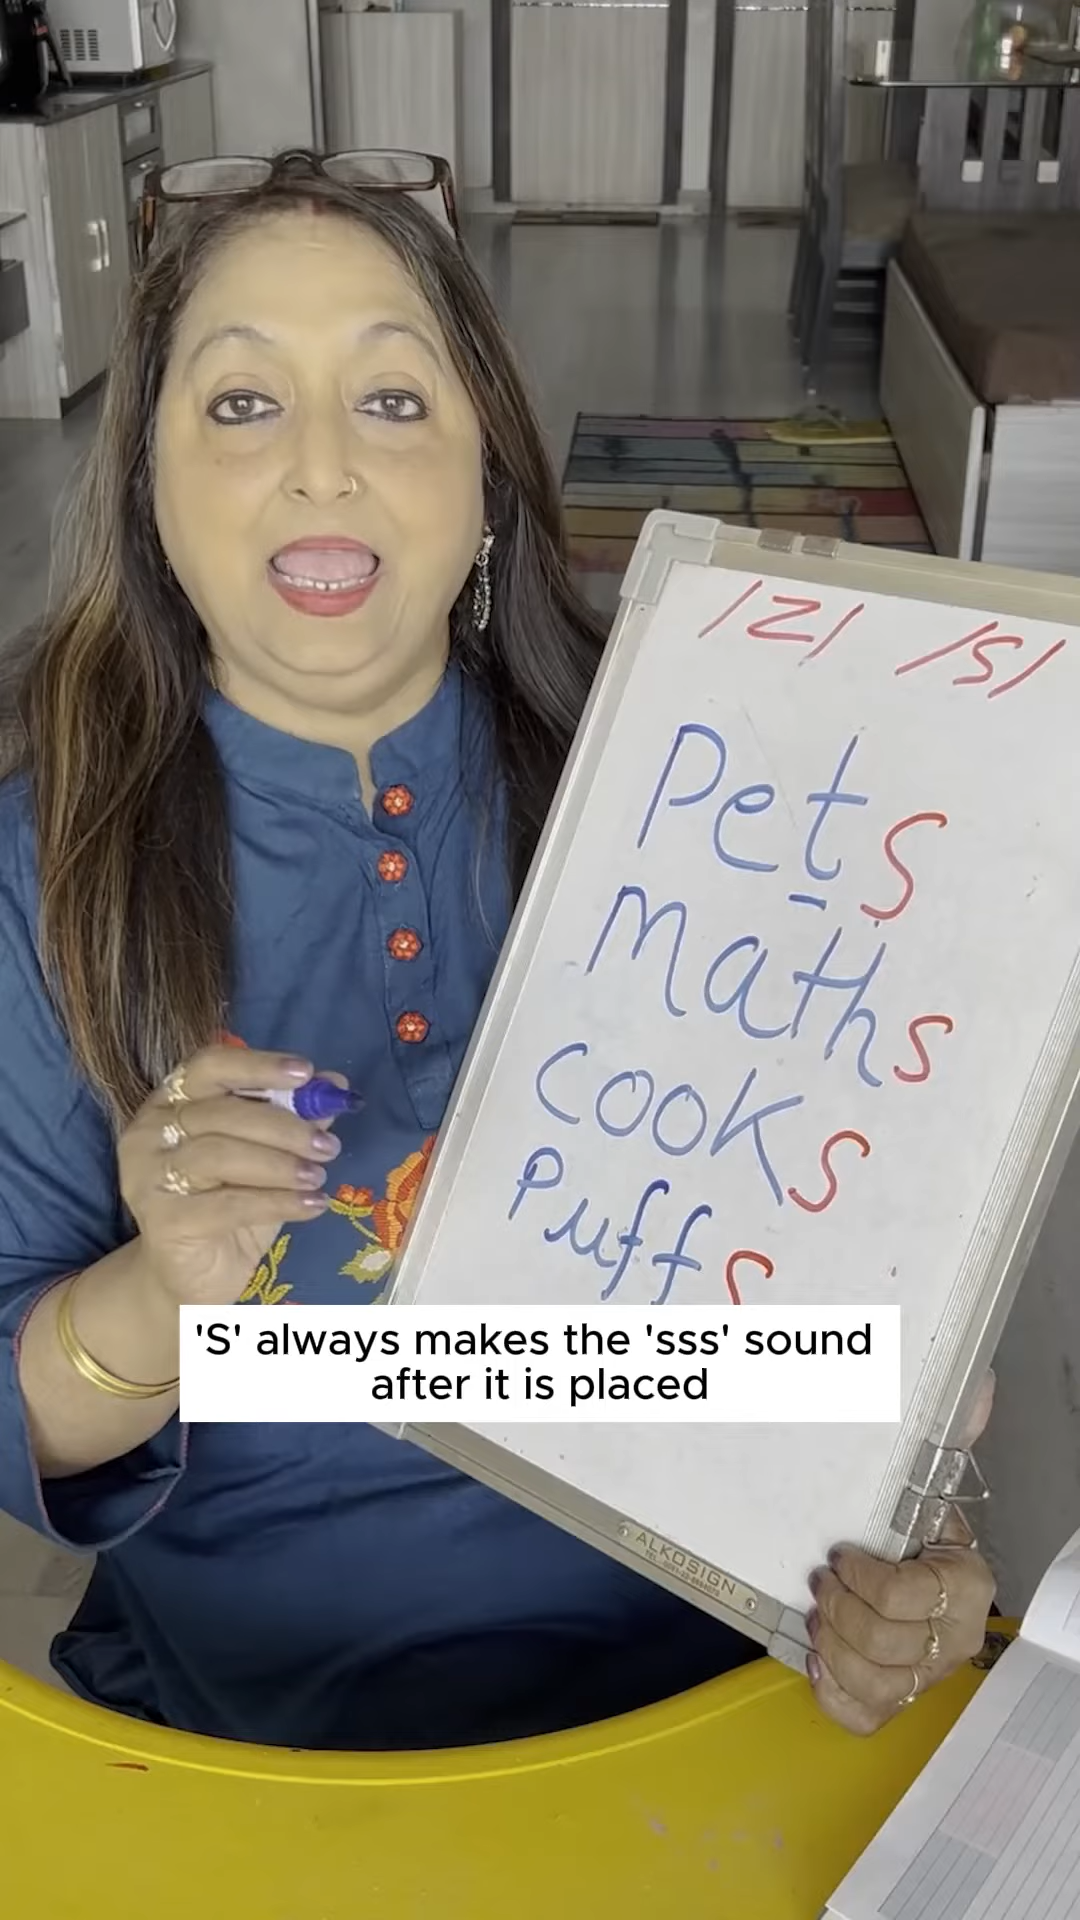 /Z/ /S/
Pets
Maths
Cooks
Puffs
'S' always makes the 'sss' sound
after it is placed
ALKOSIGN